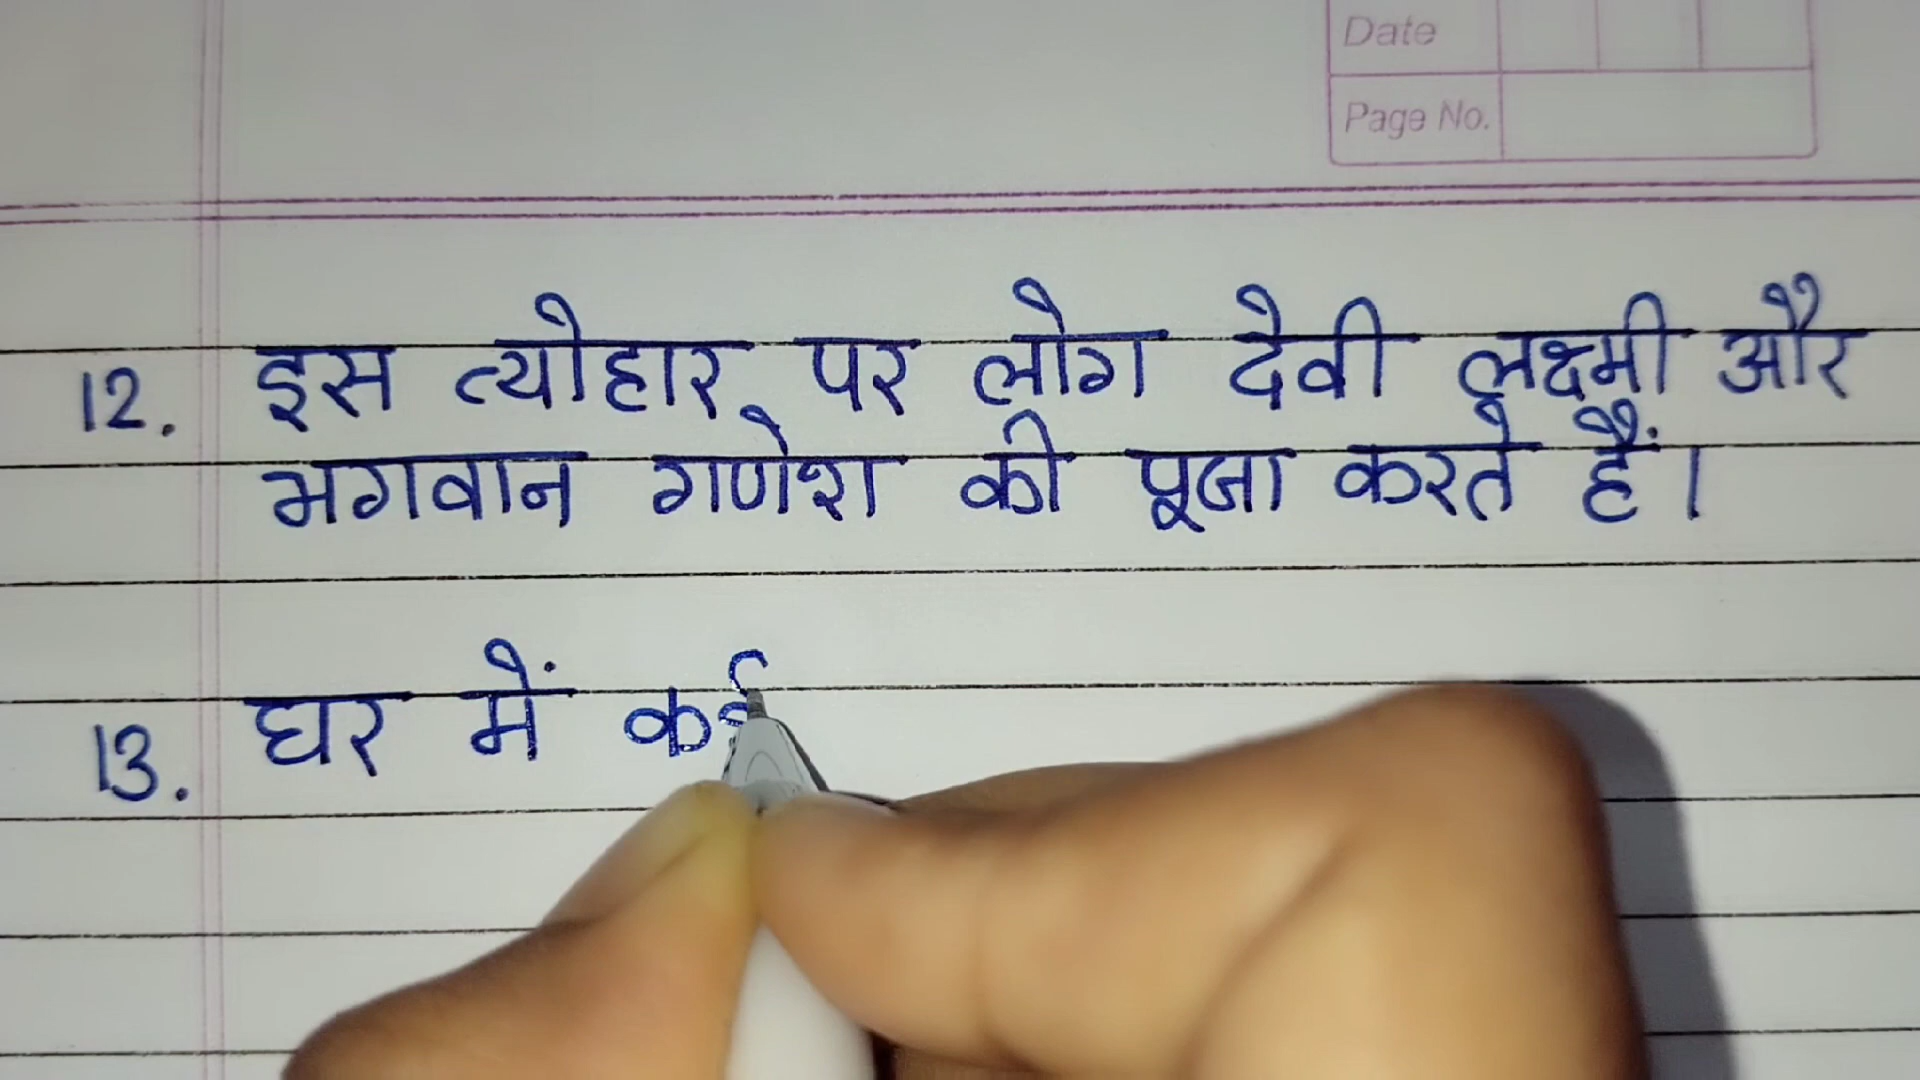 Date
Page No.
12. इस त्योहार पर लोग देवी लक्ष्मी और
भगवान गणेश की पूजा करते हैं।
13. घर में